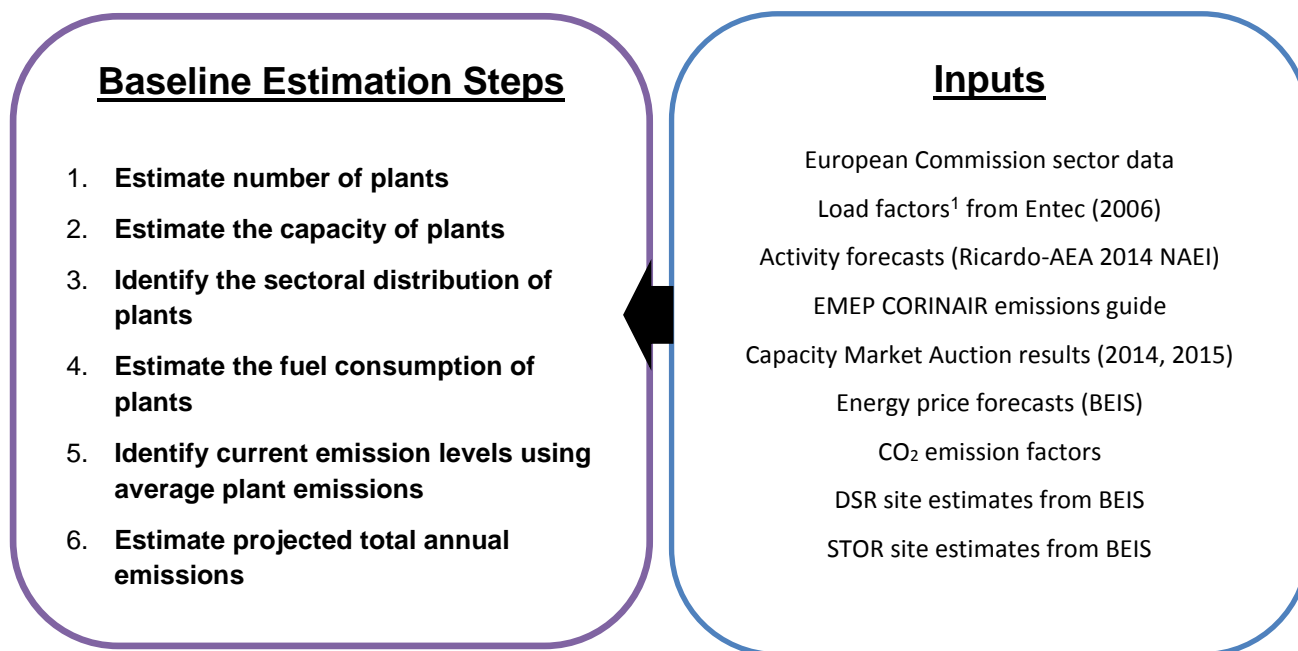 Baseline Estimation Steps
1. Estimate number of plants
2. Estimate the capacity of plants
3. Identify the sectoral distribution of
plants
4. Estimate the fuel consumption of
plants
5. Identify current emission levels using
average plant emissions
6. Estimate projected total annual
emissions
Inputs
European Commission sector data
Load factors¹ from Entec (2006)
Activity forecasts (Ricardo-AEA 2014 NAEI)
EMEP CORINAIR emissions guide
Capacity Market Auction results (2014, 2015)
Energy price forecasts (BEIS)
CO₂ emission factors
DSR site estimates from BEIS
STOR site estimates from BEIS